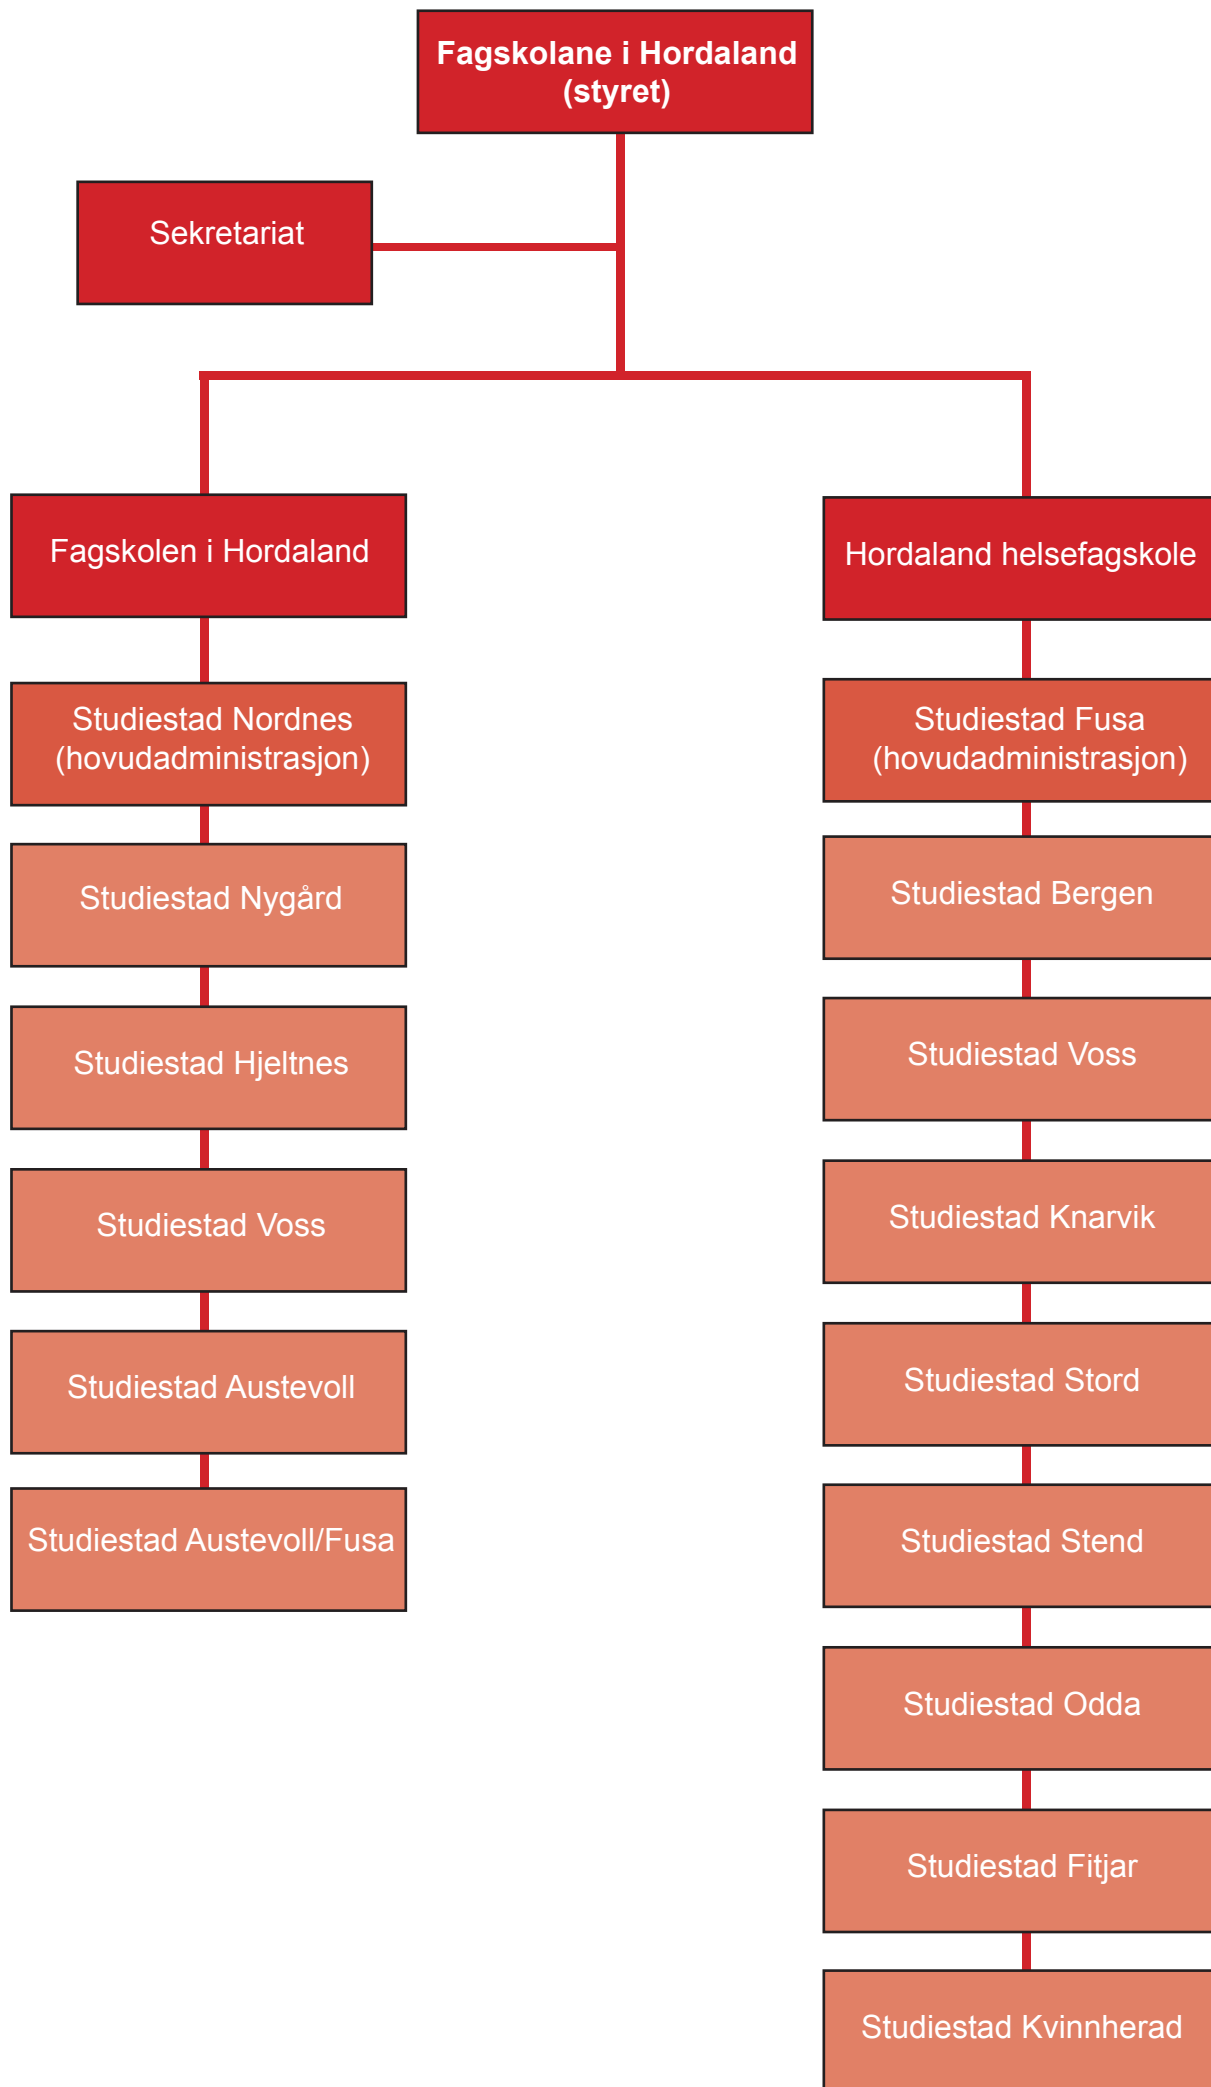 Fagskolane i Hordaland
(styret)
Sekretariat
Fagskolen i Hordaland
Studiestad Nordnes
(hovudadministrasjon)
Studiestad Nygård
Studiestad Hjeltnes
Studiestad Voss
Studiestad Austevoll
Studiestad Austevoll/Fusa
Hordaland helsefagskole
Studiestad Fusa
(hovudadministrasjon)
Studiestad Bergen
Studiestad Voss
Studiestad Knarvik
Studiestad Stord
Studiestad Stend
Studiestad Odda
Studiestad Fitjar
Studiestad Kvinnherad